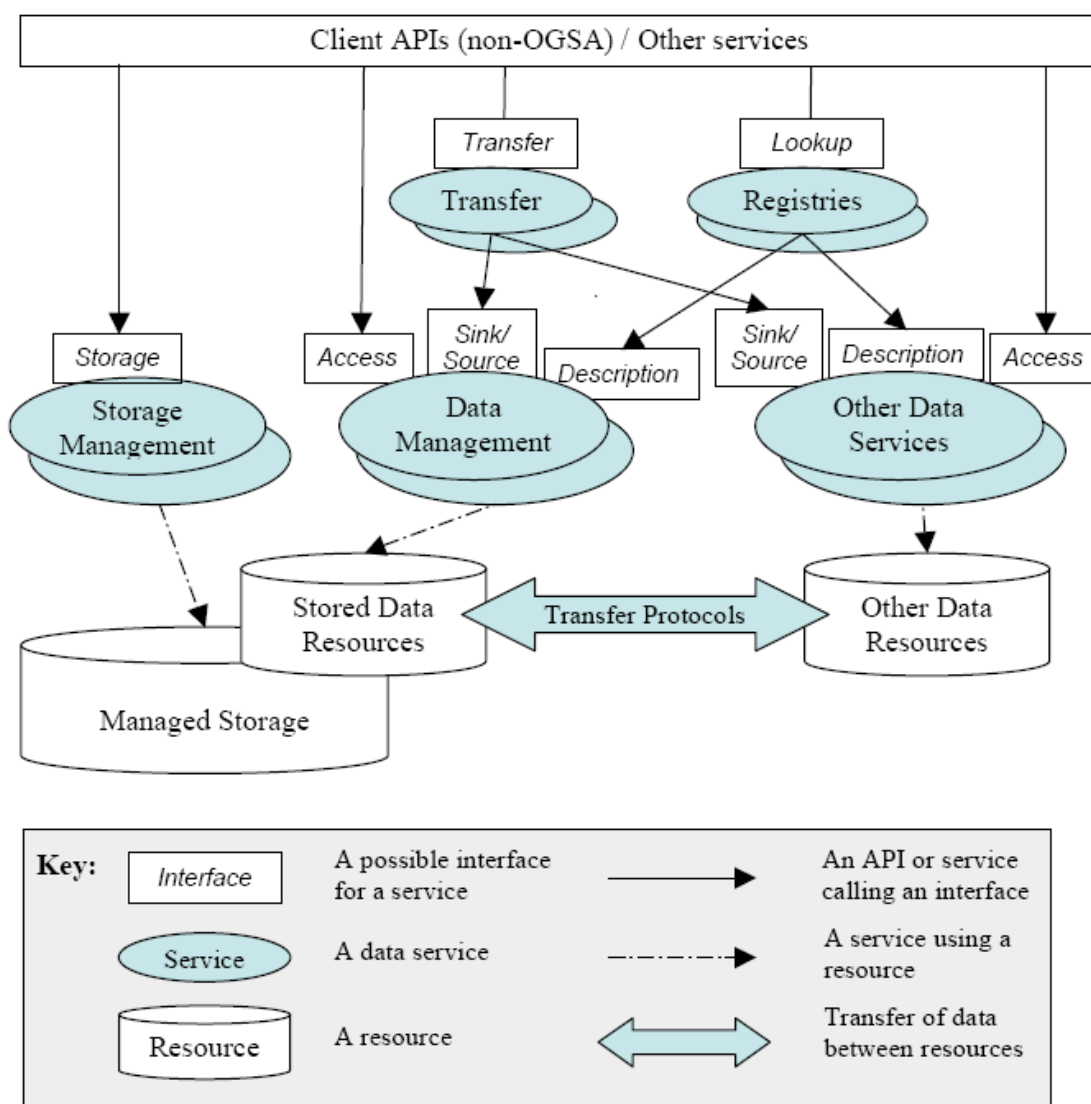 Client APIs (non-OGSA) / Other services
Transfer
Lookup
Transfer
Registries
Storage
Access
Sink/
Source
Description
Sink/
Source
Description
Access
Storage
Management
Data
Management
Other Data
Services
Stored Data
Resources
Transfer Protocols
Other Data
Resources
Managed Storage
Key:
Interface
A possible interface
for a service
An API or service
calling an interface
Service
A data service
A service using a
resource
Resource
A resource
Transfer of data
between resources